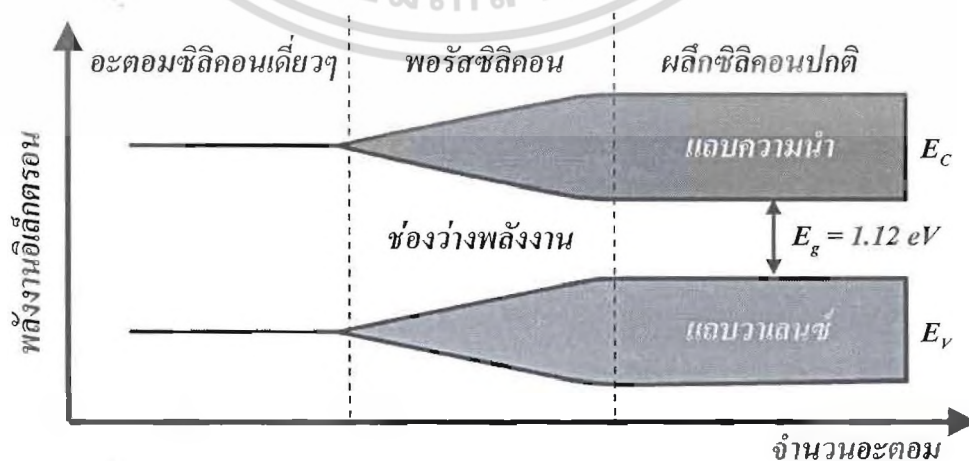 อะตอมซิลิคอนเดี่ยวๆ
พอรัสซิลิคอน
ผลึกซิลิคอนปกติ
พลังงานอิเล็กตรอน
แถบความนำ
E_C
ช่องว่างพลังงาน
E_g = 1.12 eV
แถบวาเลนซ์
E_V
จำนวนอะตอม